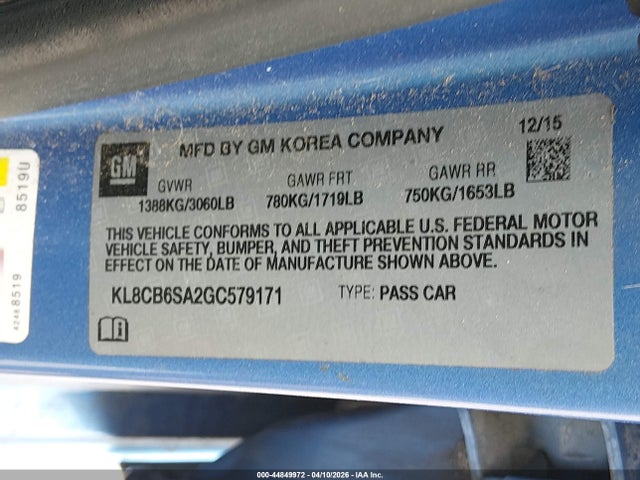 GM
MFD BY GM KOREA COMPANY
12/15
GVWR
GAWR FRT
GAWR RR
1388KG/3060LB
780KG/1719LB
750KG/1653LB
THIS VEHICLE CONFORMS TO ALL APPLICABLE U.S. FEDERAL MOTOR
VEHICLE SAFETY, BUMPER, AND THEFT PREVENTION STANDARDS IN
EFFECT ON THE DATE OF MANUFACTURE SHOWN ABOVE.
KL8CB6SA2GC579171
TYPE: PASS CAR
8519U
42488519
000-44849972 - 04/10/2026 - IAA Inc.